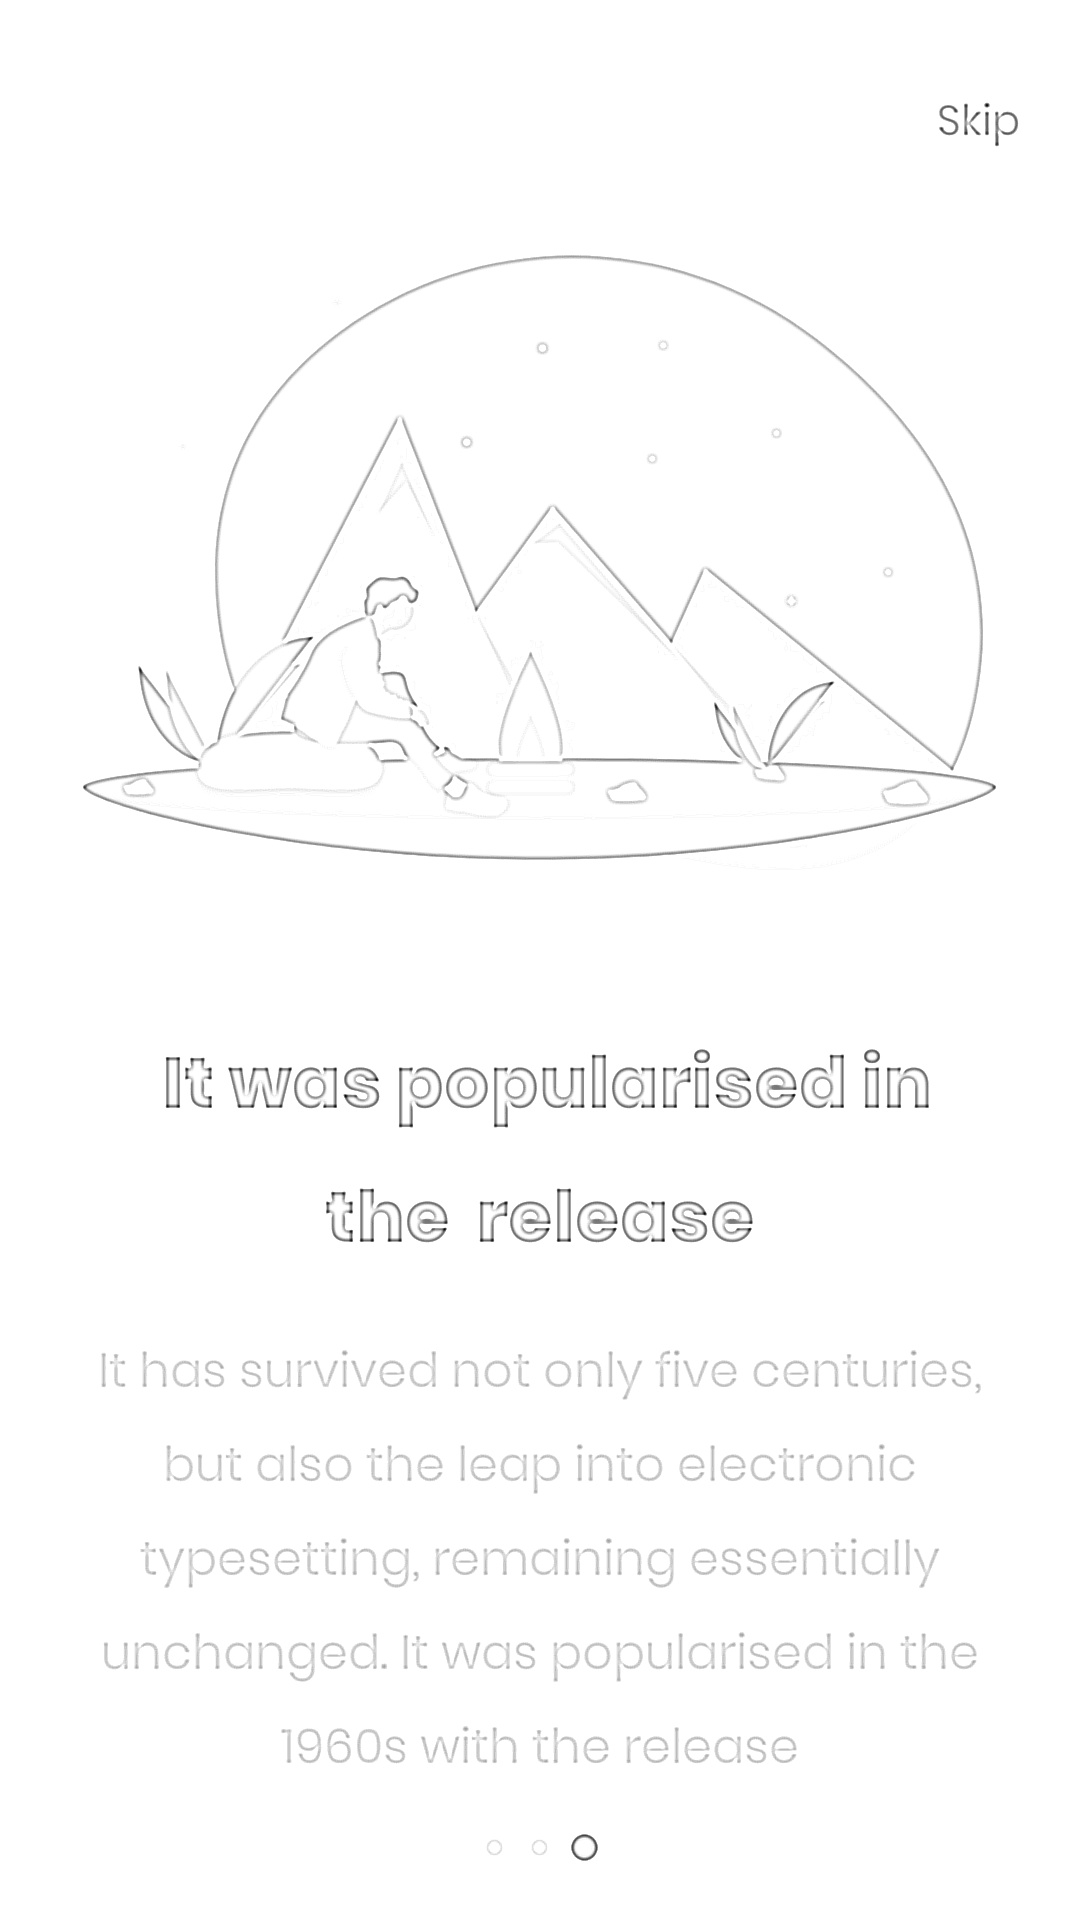 Skip
It was popularised in
the release
It has survived not only five centuries,
but also the leap into electronic
typesetting, remaining essentially
unchanged. It was popularised in the
1960s with the release